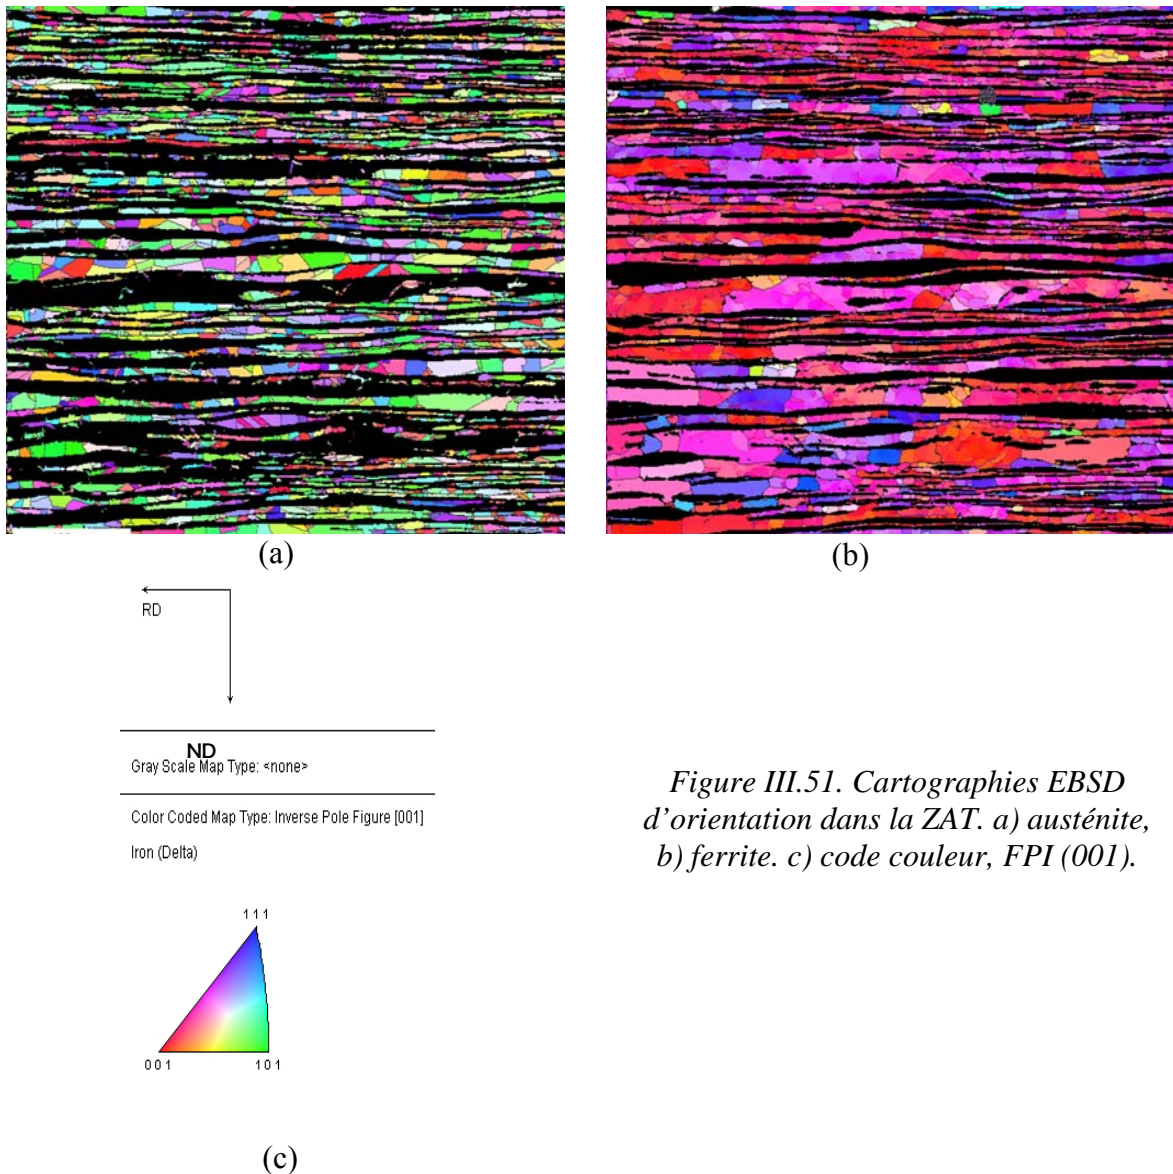 (a)
(b)
RD
ND
Gray Scale Map Type: <none>
Color Coded Map Type: Inverse Pole Figure [001]
Iron (Delta)
111
001
101
(c)
Figure III.51. Cartographies EBSD
d'orientation dans la ZAT. a) austénite,
b) ferrite. c) code couleur, FPI (001).